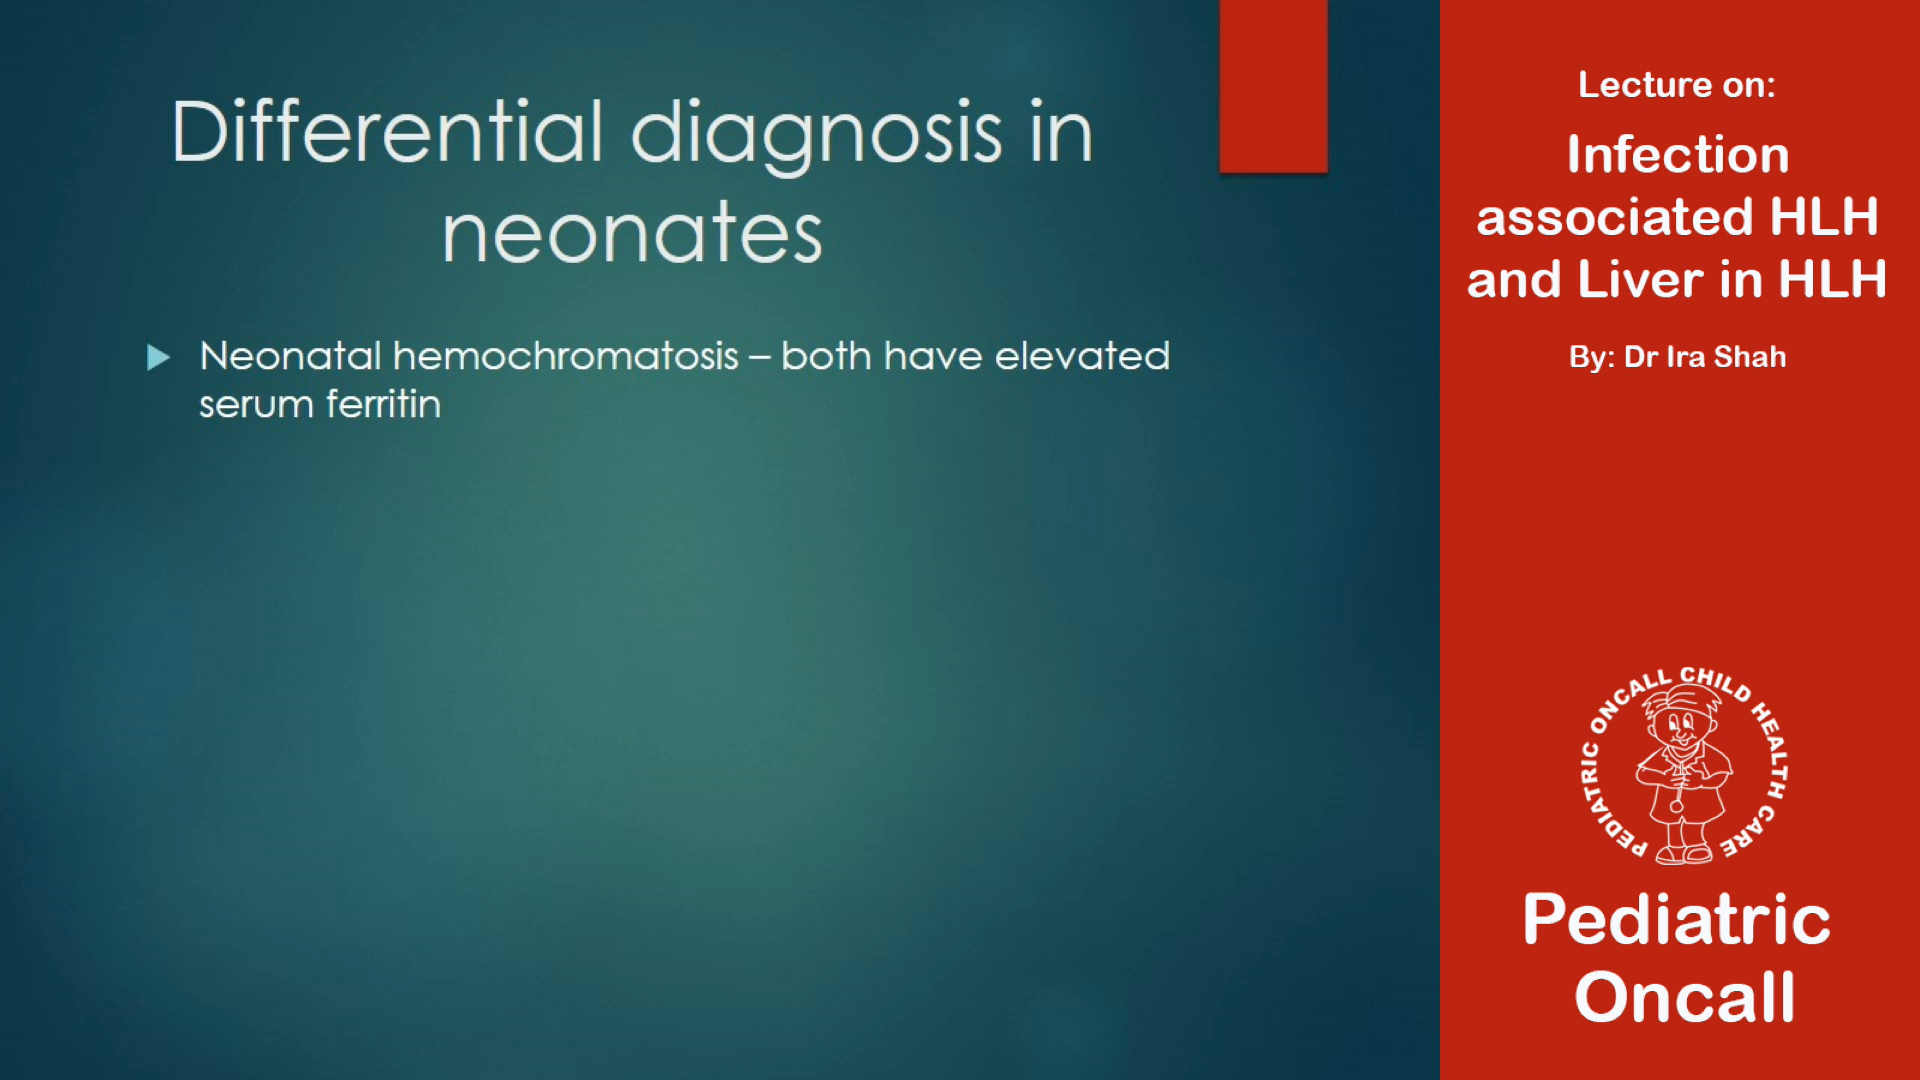 Differential diagnosis in
neonates
Neonatal hemochromatosis – both have elevated
serum ferritin
Lecture on:
Infection
associated HLH
and Liver in HLH
By: Dr Ira Shah
PEDIATRIC ONCALL CHILD HEALTH CARE
Pediatric
Oncall